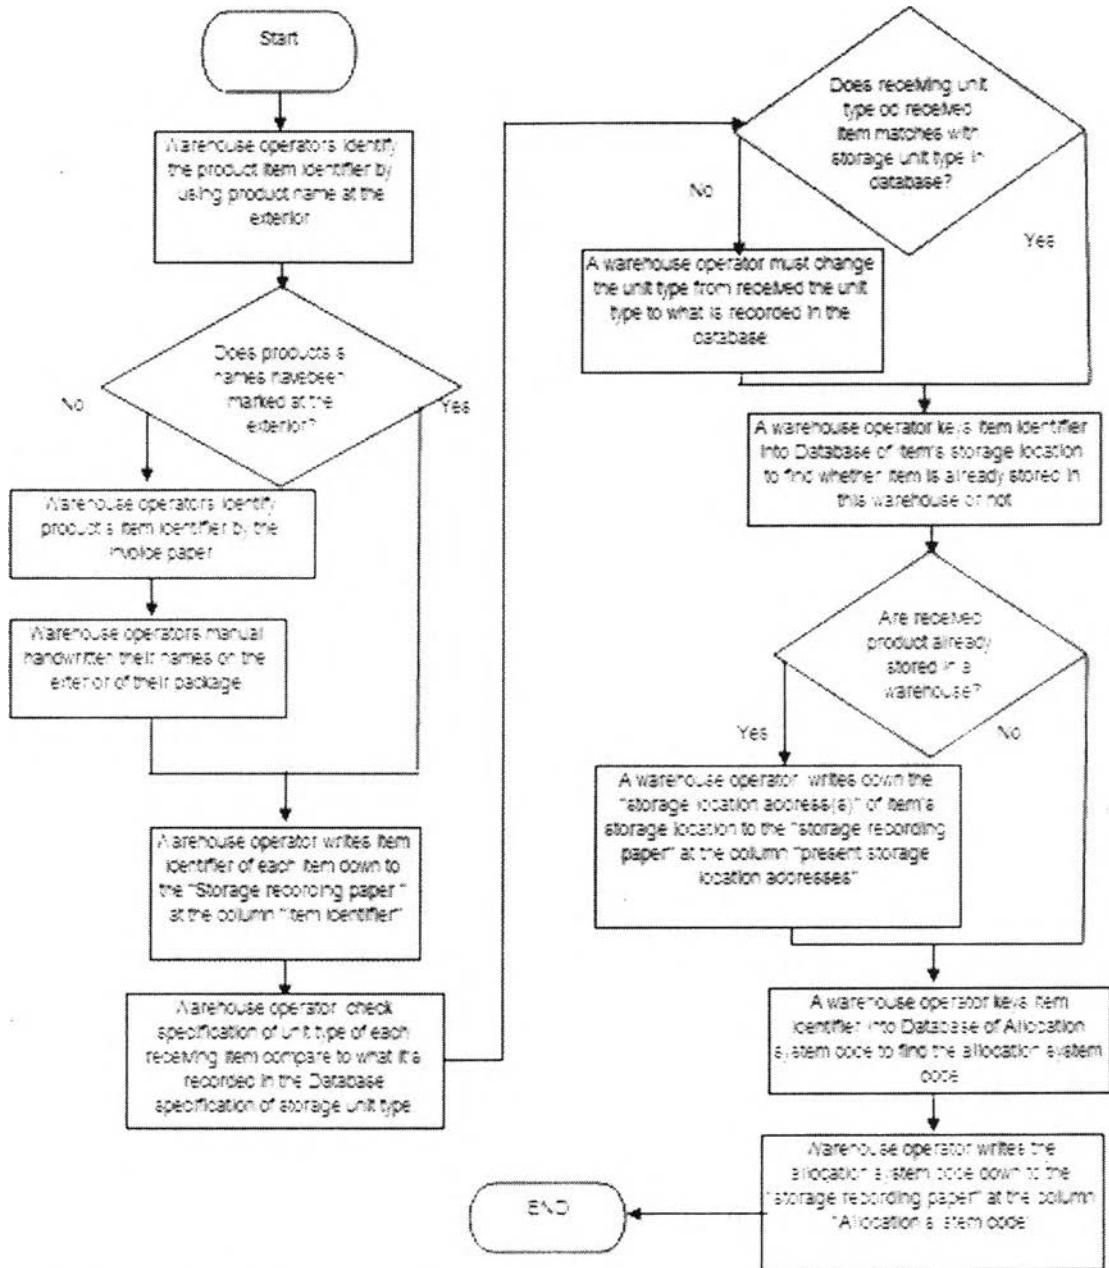 Start
Warehouse operators identify
the product item identifier by
using product name at the
exterior
Does products s
names havebeen
marked at the
exterior?
No
Yes
Warehouse operators identify
product s item identifier by the
invoice paper
Warehouse operators manual
handwritten their names on the
exterior of their package
Warehouse operator writes item
identifier of each item down to
the "Storage recording paper "
at the column "item identifier"
Warehouse operator check
specification of unit type of each
receiving item compare to what it's
recorded in the Database
specification of storage unit type
Does receiving unit
type od received
item matches with
storage unit type in
database?
No
Yes
A warehouse operator must change
the unit type from received the unit
type to what is recorded in the
database
A warehouse operator keys item identifier
into Database of item's storage location
to find whether item is already stored in
this warehouse or not
Are received
product already
stored in a
warehouse?
Yes
No
A warehouse operator writes down the
"storage location address(s)" of item's
storage location to the "storage recording
paper" at the column "present storage
location addresses"
A warehouse operator keys item
identifier into Database of Allocation
system code to find the allocation system
code
Warehouse operator writes the
allocation system code down to the
"storage recording paper" at the column
"Allocation s stem code"
END